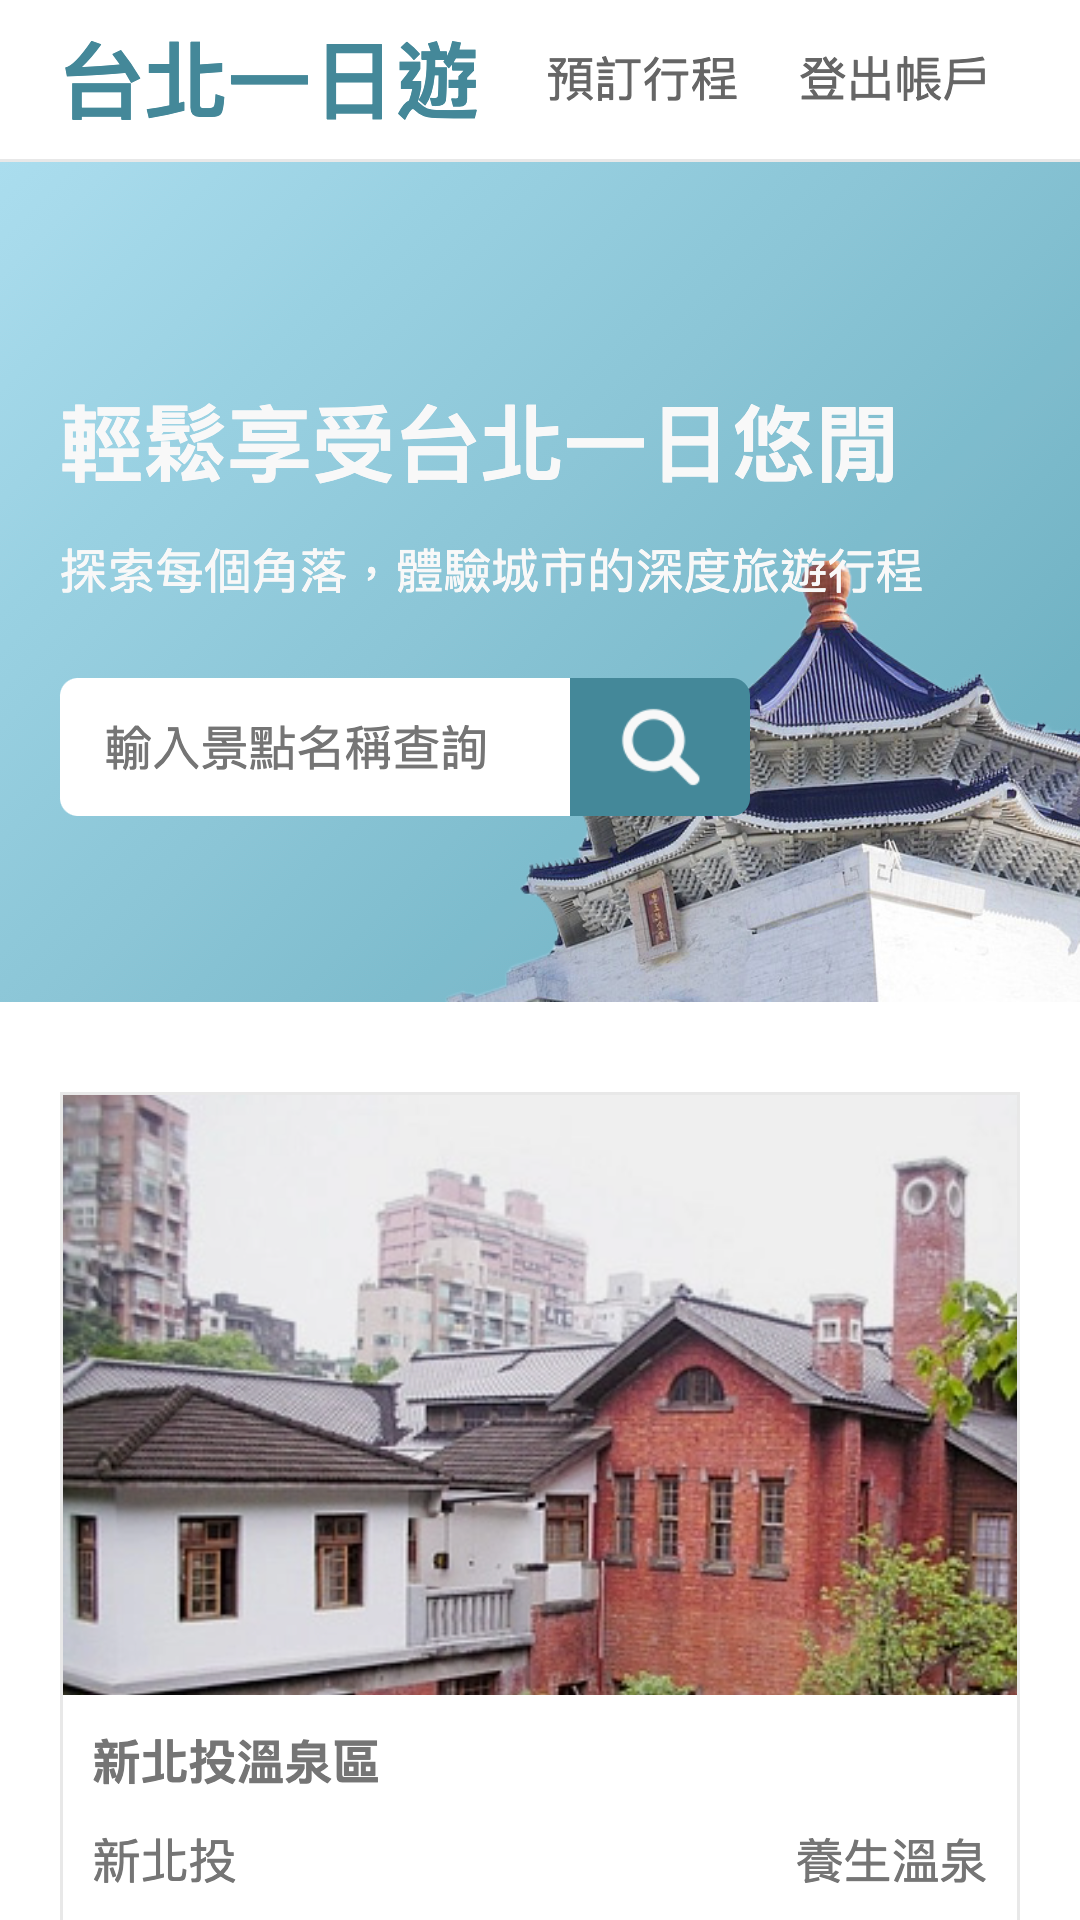 台北一日遊
預訂行程
登出帳戶
輕鬆享受台北一日悠閒
探索每個角落，體驗城市的深度旅遊行程
輸入景點名稱查詢
新北投溫泉區
新北投
養生溫泉